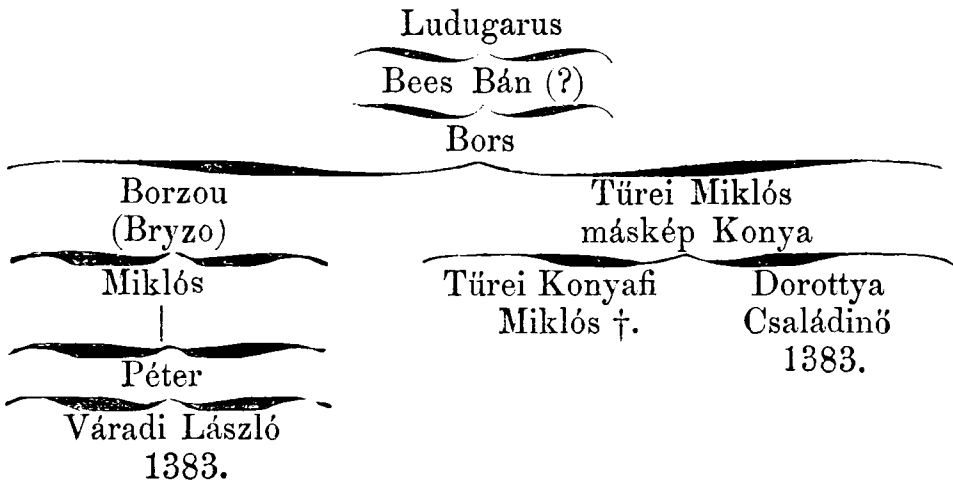 Ludugarus
Bees Bán (?)
Bors
Borzou
(Bryzo)
Tűrei Miklós
máskép Konya
Miklós
Tűrei Konyafi
Miklós †.
Dorottya
Családinő
1383.
Péter
Váradi László
1383.